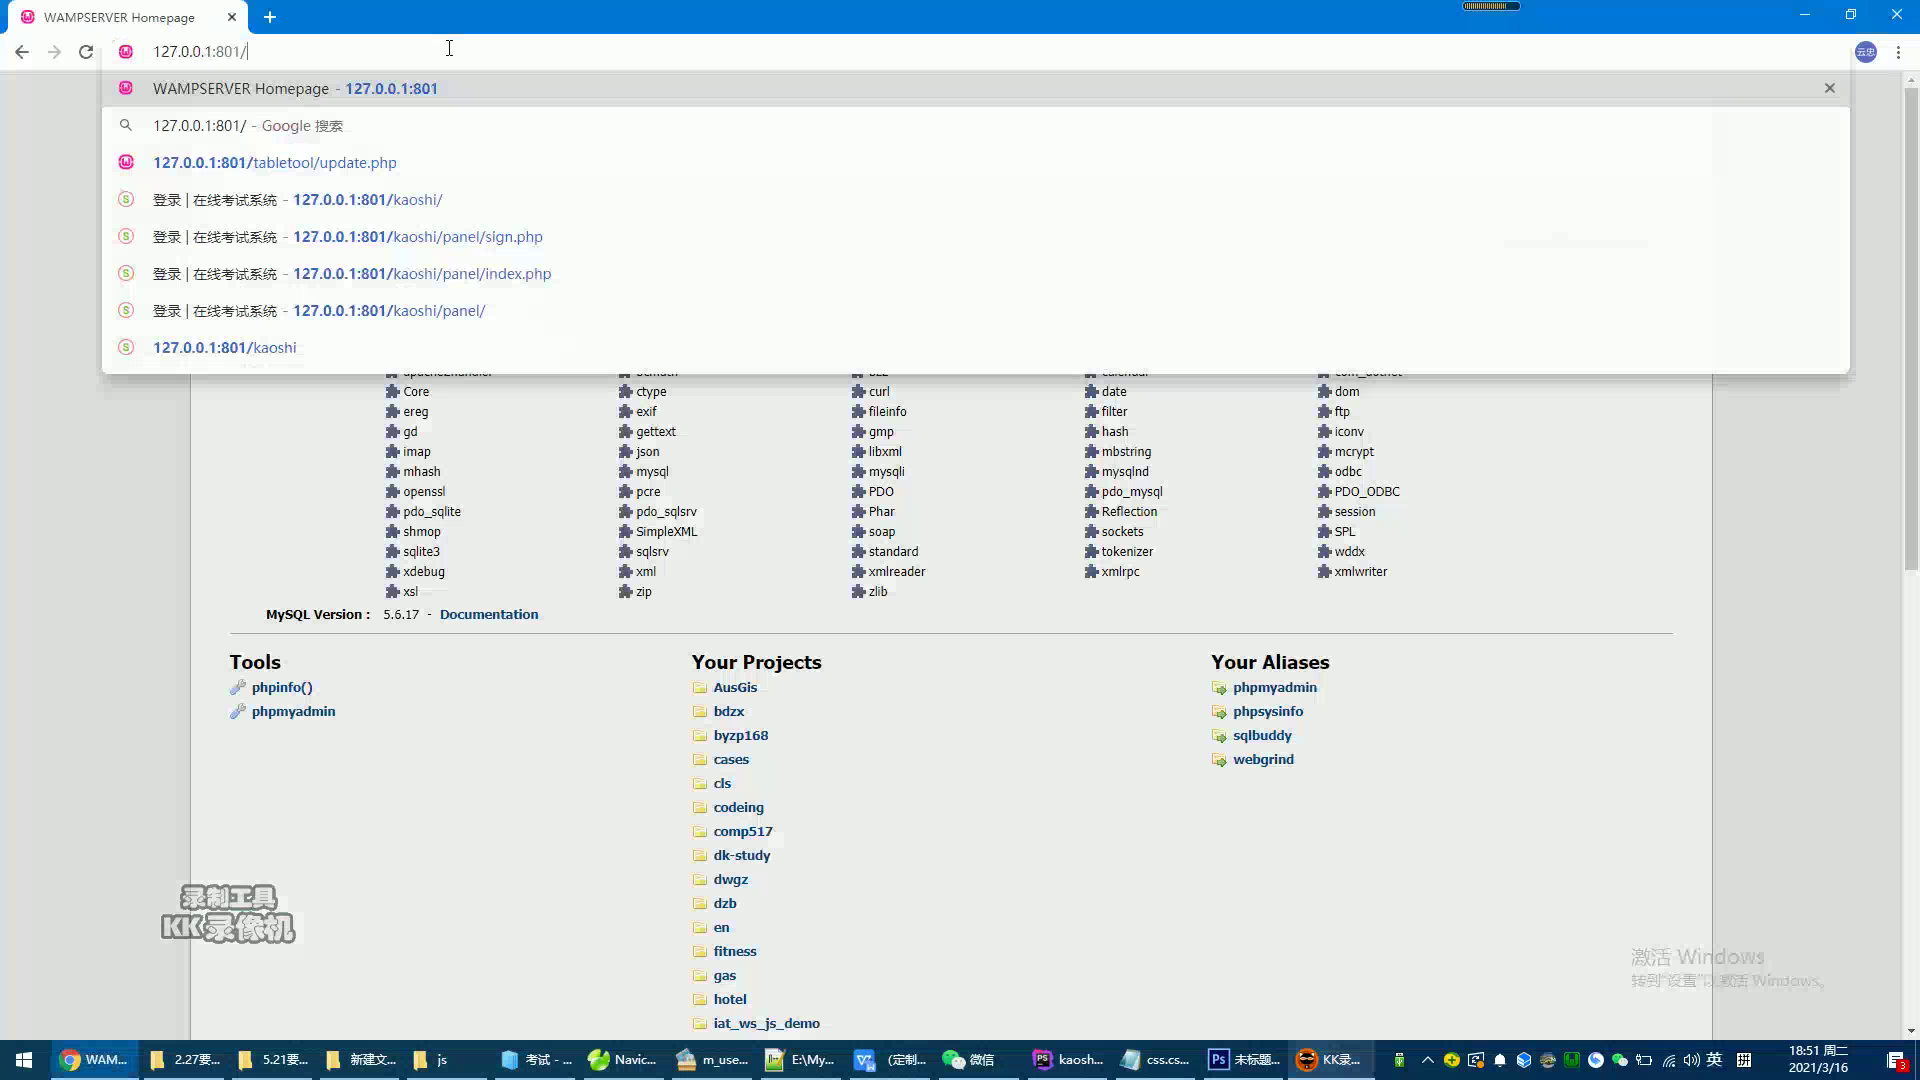 WAMPSERVER Homepage
127.0.0.1:801/
云忠
WAMPSERVER Homepage - 127.0.0.1:801
127.0.0.1:801/ - Google 搜索
127.0.0.1:801/tabletool/update.php
登录 | 在线考试系统 - 127.0.0.1:801/kaoshi/
登录 | 在线考试系统 - 127.0.0.1:801/kaoshi/panel/sign.php
登录 | 在线考试系统 - 127.0.0.1:801/kaoshi/panel/index.php
登录 | 在线考试系统 - 127.0.0.1:801/kaoshi/panel/
127.0.0.1:801/kaoshi
Core ctype curl date dom
ereg exif fileinfo filter ftp
gd gettext gmp hash iconv
imap json libxml mbstring mcrypt
mhash mysql mysqli mysqlnd odbc
openssl pcre PDO pdo_mysql PDO_ODBC
pdo_sqlite pdo_sqlsrv Phar Reflection session
shmop SimpleXML soap sockets SPL
sqlite3 sqlsrv standard tokenizer wddx
xdebug xml xmlreader xmlrpc xmlwriter
xsl zip zlib
MySQL Version : 5.6.17 - Documentation
Tools
phpinfo()
phpmyadmin
Your Projects
AusGis
bdzx
byzp168
cases
cls
codeing
comp517
dk-study
dwgz
dzb
en
fitness
gas
hotel
iat_ws_js_demo
Your Aliases
phpmyadmin
phpsysinfo
sqlbuddy
webgrind
录制工具
KK录像机
激活 Windows
转到"设置"以激活 Windows。
WAM... 2.27要... 5.21要... 新建文... js 考试 - ... Navic... m_use... E:\My... (定制... 微信 kaosh... css.cs... 未标题... KK录... 英 拼
18:51 周二
2021/3/16
3